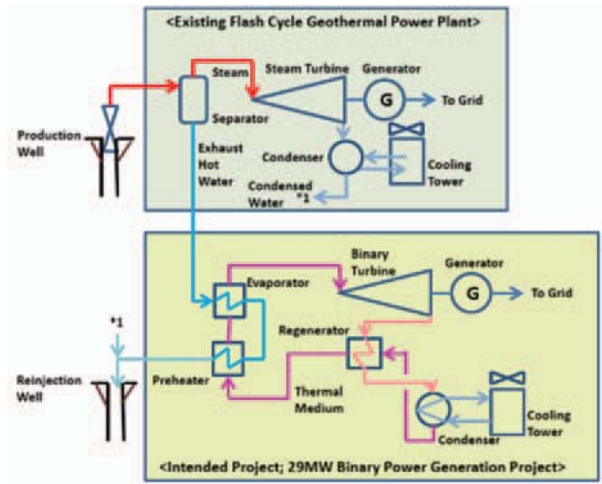 <Existing Flash Cycle Geothermal Power Plant>
Steam
Steam Turbine
Generator
G
To Grid
Separator
Production
Well
Exhaust
Hot
Water
Condenser
Cooling
Tower
Condensed
Water
*1
Binary
Turbine
Generator
Evaporator
G
To Grid
*1
Regenerator
Reinjection
Well
Preheater
Thermal
Medium
Cooling
Tower
Condenser
<Intended Project; 29MW Binary Power Generation Project>